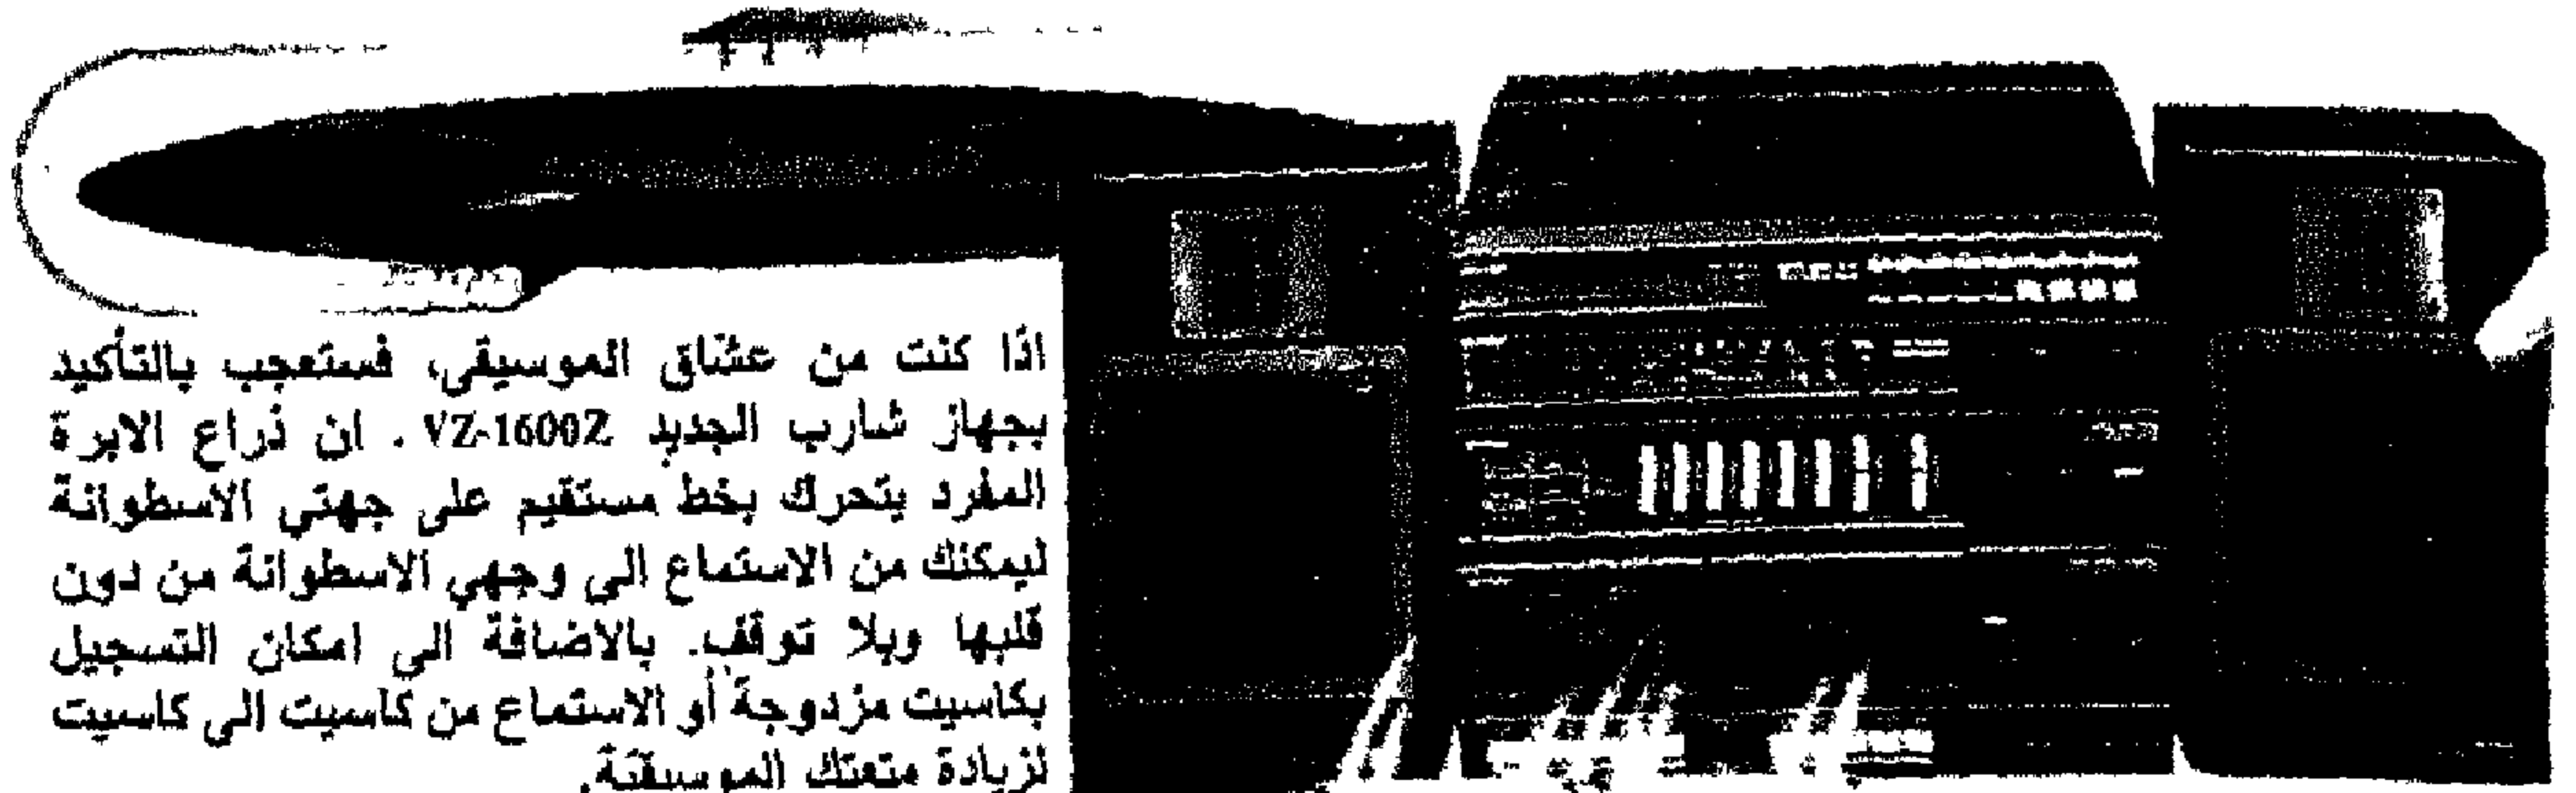 اذا كنت من عشاق الموسيقى، فستعجب بالتأكيد
بجهاز شارب الجديد VZ-1600Z . ان ذراع الابرة
المفرد يتحرك بخط مستقيم على جهتي الاسطوانة
ليمكنك من الاستماع الى وجهي الاسطوانة من دون
قلبها وبلا توقف. بالاضافة الى امكان التسجيل
بكاسيت مزدوجة أو الاستماع من كاسيت الى كاسيت
لزيادة متعتك الموسيقية.